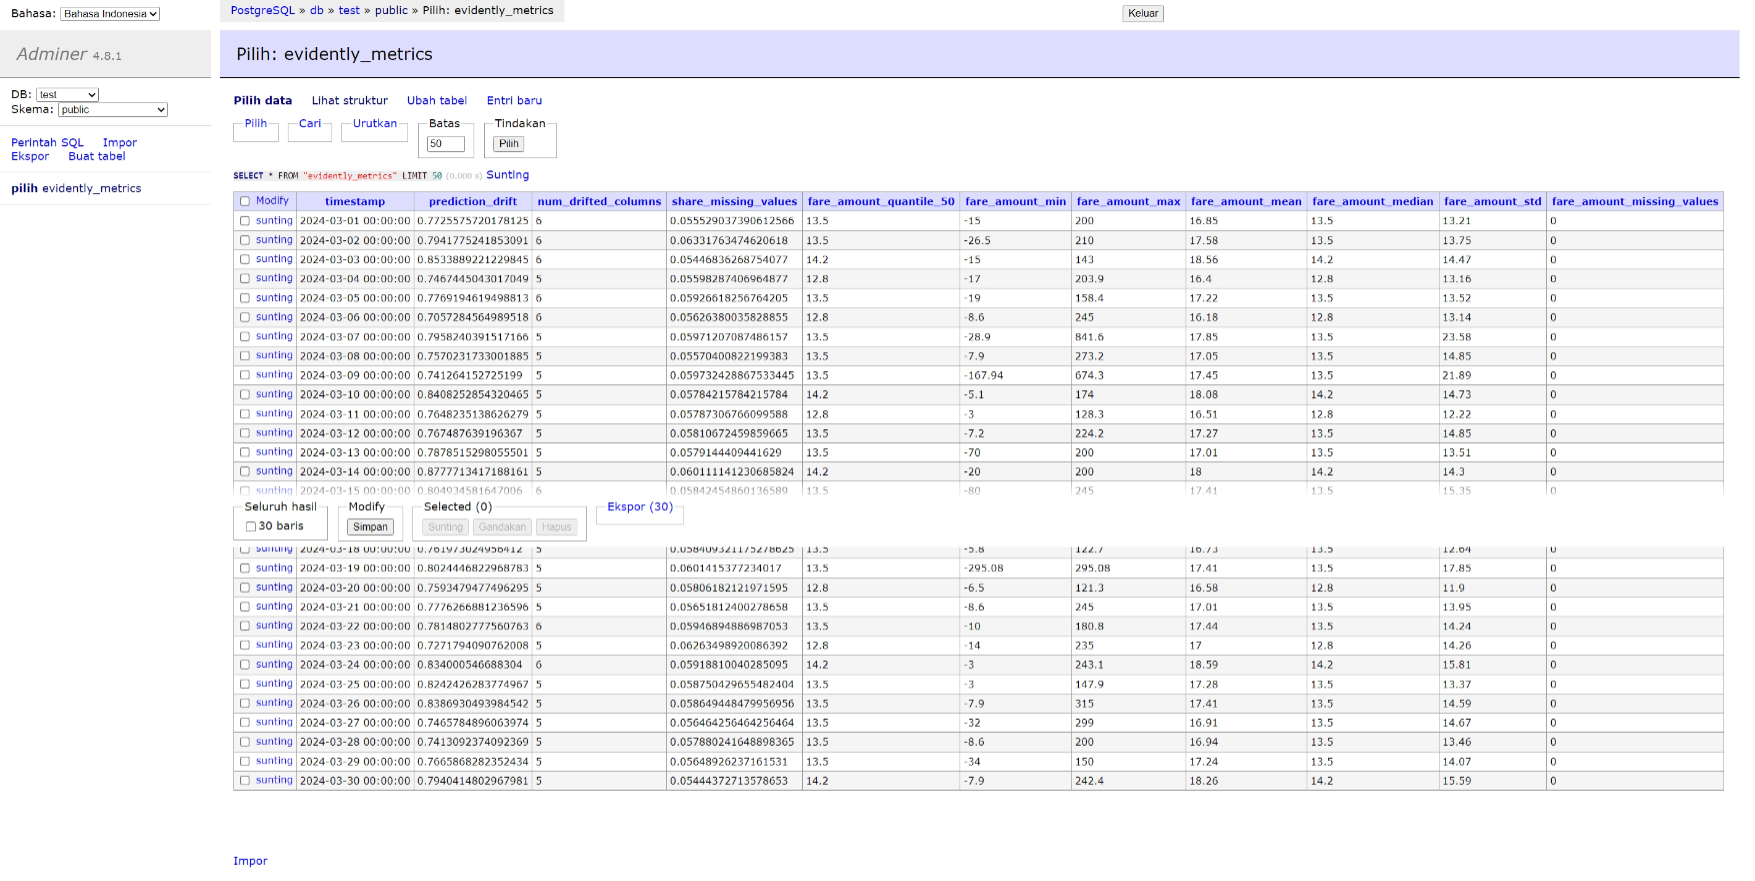 Bahasa: Bahasa Indonesia
PostgreSQL » db » test » public » Pilih: evidently_metrics
Keluar
Adminer 4.8.1
Pilih: evidently_metrics
DB: test
Skema: public
Perintah SQL Impor
Ekspor Buat tabel
pilih evidently_metrics
Pilih data Lihat struktur Ubah tabel Entri baru
Pilih Cari Urutkan Batas Tindakan
50 Pilih
SELECT * FROM "evidently_metrics" LIMIT 50 (0.000 s) Sunting
Modify timestamp prediction_drift num_drifted_columns share_missing_values fare_amount_quantile_50 fare_amount_min fare_amount_max fare_amount_mean fare_amount_median fare_amount_std fare_amount_missing_values
sunting 2024-03-01 00:00:00 0.7725575720178125 6 0.055529037390612566 13.5 -15 200 16.85 13.5 13.21 0
sunting 2024-03-02 00:00:00 0.7941775241853091 6 0.06331763474620618 13.5 -26.5 210 17.58 13.5 13.75 0
sunting 2024-03-03 00:00:00 0.8533889221229845 6 0.05446836268754077 14.2 -15 143 18.56 14.2 14.47 0
sunting 2024-03-04 00:00:00 0.7467445043017049 5 0.05598287406964877 12.8 -17 203.9 16.4 12.8 13.16 0
sunting 2024-03-05 00:00:00 0.7769194619498813 6 0.05926618256764205 13.5 -19 158.4 17.22 13.5 13.52 0
sunting 2024-03-06 00:00:00 0.7057284564989518 6 0.05626380035828855 12.8 -8.6 245 16.18 12.8 13.14 0
sunting 2024-03-07 00:00:00 0.7958240391517166 5 0.05971207087486157 13.5 -28.9 841.6 17.85 13.5 23.58 0
sunting 2024-03-08 00:00:00 0.7570231733001885 5 0.05570400822199383 13.5 -7.9 273.2 17.05 13.5 14.85 0
sunting 2024-03-09 00:00:00 0.741264152725199 5 0.059732428867533445 13.5 -167.94 674.3 17.45 13.5 21.89 0
sunting 2024-03-10 00:00:00 0.8408252854320465 5 0.05784215784215784 14.2 -5.1 174 18.08 14.2 14.73 0
sunting 2024-03-11 00:00:00 0.7648235138626279 5 0.05787306766099588 12.8 -3 128.3 16.51 12.8 12.22 0
sunting 2024-03-12 00:00:00 0.767487639196367 5 0.05810672459859665 13.5 -7.2 224.2 17.27 13.5 14.85 0
sunting 2024-03-13 00:00:00 0.7878515298055501 5 0.0579144409441629 13.5 -70 200 17.01 13.5 13.51 0
sunting 2024-03-14 00:00:00 0.8777713417188161 5 0.060111141230685824 14.2 -20 200 18 14.2 14.3 0
sunting 2024-03-15 00:00:00 0.804934581647006 6 0.05842454860136589 13.5 -80 245 17.41 13.5 15.35 0
Seluruh hasil Modify Selected (0) Ekspor (30)
30 baris Simpan Sunting Gandakan Hapus
sunting 2024-03-18 00:00:00 0.761973024956412 5 0.058409321175278625 13.5 -5.8 122.7 16.73 13.5 12.64 0
sunting 2024-03-19 00:00:00 0.8024446822968783 5 0.0601415377234017 13.5 -295.08 295.08 17.41 13.5 17.85 0
sunting 2024-03-20 00:00:00 0.7593479477496295 5 0.05806182121971595 12.8 -6.5 121.3 16.58 12.8 11.9 0
sunting 2024-03-21 00:00:00 0.7776266881236596 5 0.05651812400278658 13.5 -8.6 245 17.01 13.5 13.95 0
sunting 2024-03-22 00:00:00 0.7814802777560763 6 0.05946894886987053 13.5 -10 180.8 17.44 13.5 14.24 0
sunting 2024-03-23 00:00:00 0.7271794090762008 5 0.06263498920086392 12.8 -14 235 17 12.8 14.26 0
sunting 2024-03-24 00:00:00 0.834000546688304 6 0.05918810040285095 14.2 -3 243.1 18.59 14.2 15.81 0
sunting 2024-03-25 00:00:00 0.8242426283774967 5 0.058750429655482404 13.5 -3 147.9 17.28 13.5 13.37 0
sunting 2024-03-26 00:00:00 0.8386930493984542 5 0.058649448479956956 13.5 -7.9 315 17.41 13.5 14.59 0
sunting 2024-03-27 00:00:00 0.7465784896063974 5 0.056464256464256464 13.5 -32 299 16.91 13.5 14.67 0
sunting 2024-03-28 00:00:00 0.7413092374092369 5 0.057880241648898365 13.5 -8.6 200 16.94 13.5 13.46 0
sunting 2024-03-29 00:00:00 0.7665868282352434 5 0.05648926237161531 13.5 -34 150 17.24 13.5 14.07 0
sunting 2024-03-30 00:00:00 0.7940414802967981 5 0.05444372713578653 14.2 -7.9 242.4 18.26 14.2 15.59 0
Impor